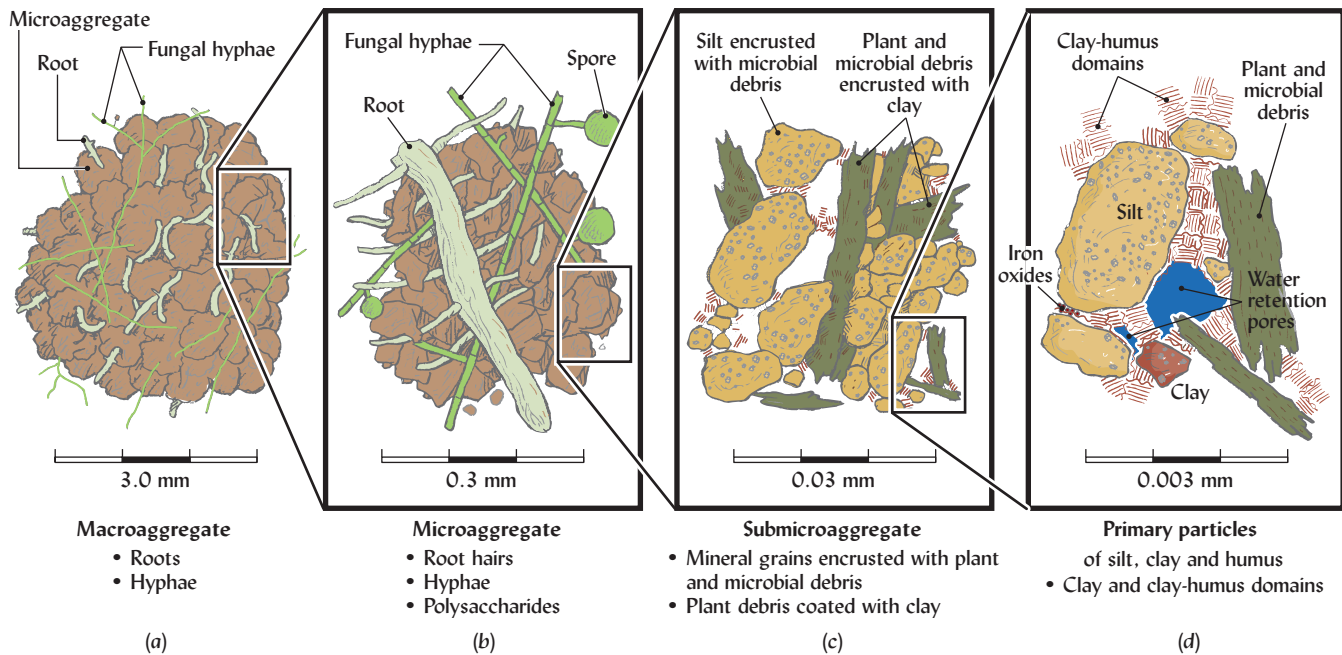 Microaggregate
Fungal hyphae
Root
3.0 mm
Macroaggregate
• Roots
• Hyphae
(a)
Fungal hyphae
Spore
Root
0.3 mm
Microaggregate
• Root hairs
• Hyphae
• Polysaccharides
(b)
Silt encrusted
with microbial
debris
Plant and
microbial debris
encrusted with
clay
0.03 mm
Submicroaggregate
• Mineral grains encrusted with plant
and microbial debris
• Plant debris coated with clay
(c)
Clay-humus
domains
Plant and
microbial
debris
Silt
Iron
oxides
Water
retention
pores
Clay
0.003 mm
Primary particles
of silt, clay and humus
• Clay and clay-humus domains
(d)